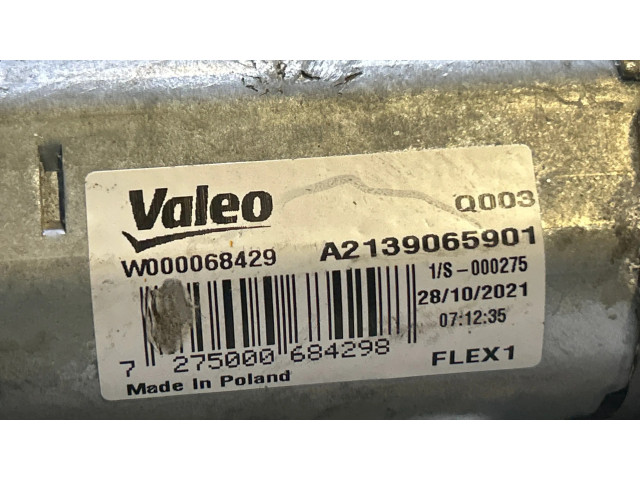 Valeo
Q003
W000068429 A2139065901
1/S-000275
28/10/2021
07:12:35
7 275000 684298
FLEX1
Made In Poland